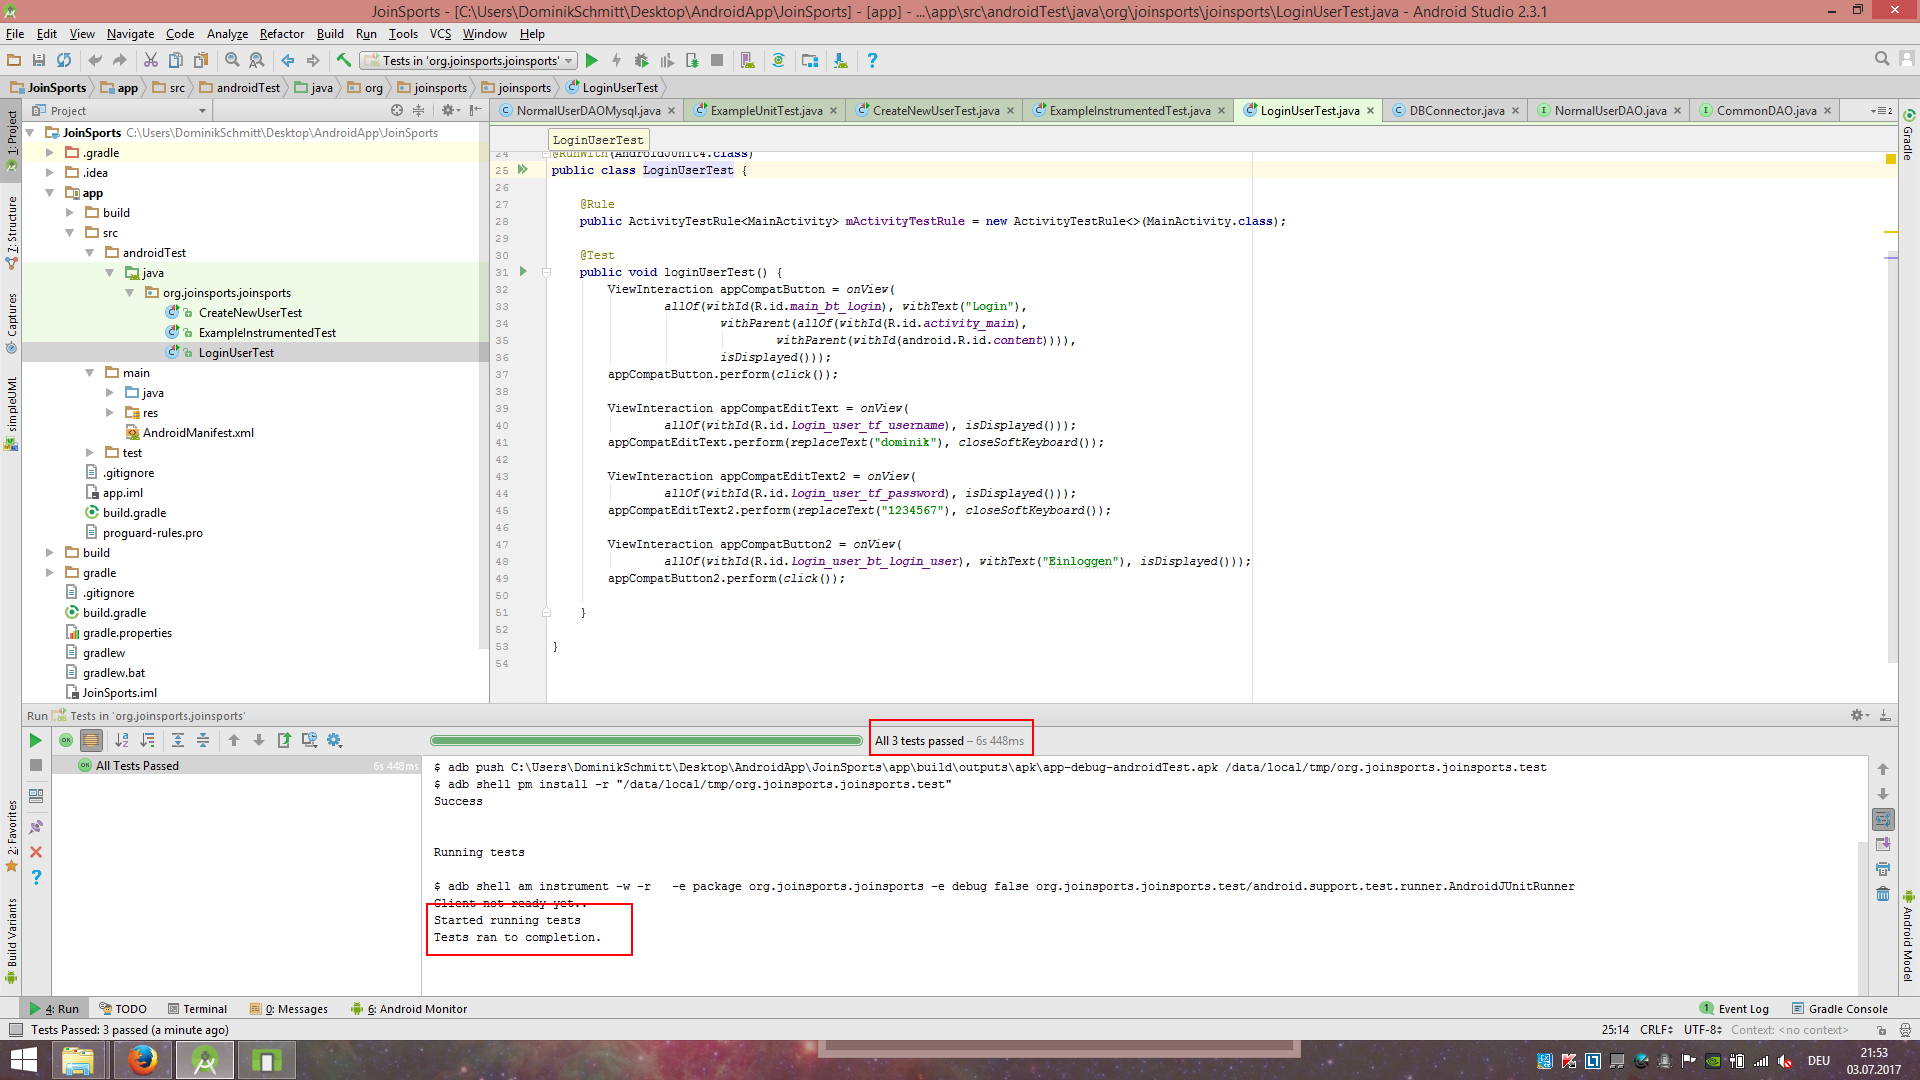 JoinSports - [C:\Users\DominikSchmitt\Desktop\AndroidApp\JoinSports] - [app] - ...\app\src\androidTest\java\org\joinsports\joinsports\LoginUserTest.java - Android Studio 2.3.1
File Edit View Navigate Code Analyze Refactor Build Run Tools VCS Window Help
Tests in 'org.joinsports.joinsports'
JoinSports app src androidTest java org joinsports joinsports LoginUserTest
Project
NormalUserDAOMysql.java ExampleUnitTest.java CreateNewUserTest.java ExampleInstrumentedTest.java LoginUserTest.java DBConnector.java NormalUserDAO.java CommonDAO.java
1: Project
7: Structure
Captures
simpleUML
2: Favorites
Build Variants
JoinSports C:\Users\DominikSchmitt\Desktop\AndroidApp\JoinSports
.gradle
.idea
app
build
src
androidTest
java
org.joinsports.joinsports
CreateNewUserTest
ExampleInstrumentedTest
LoginUserTest
main
java
res
AndroidManifest.xml
test
.gitignore
app.iml
build.gradle
proguard-rules.pro
build
gradle
.gitignore
build.gradle
gradle.properties
gradlew
gradlew.bat
JoinSports.iml
LoginUserTest
24 @RunWith(AndroidJUnit4.class)
25 public class LoginUserTest {
26
27 @Rule
28 public ActivityTestRule<MainActivity> mActivityTestRule = new ActivityTestRule<>(MainActivity.class);
29
30 @Test
31 public void loginUserTest() {
32 ViewInteraction appCompatButton = onView(
33 allOf(withId(R.id.main_bt_login), withText("Login"),
34 withParent(allOf(withId(R.id.activity_main),
35 withParent(withId(android.R.id.content)))),
36 isDisplayed()));
37 appCompatButton.perform(click());
38
39 ViewInteraction appCompatEditText = onView(
40 allOf(withId(R.id.login_user_tf_username), isDisplayed()));
41 appCompatEditText.perform(replaceText("dominik"), closeSoftKeyboard());
42
43 ViewInteraction appCompatEditText2 = onView(
44 allOf(withId(R.id.login_user_tf_password), isDisplayed()));
45 appCompatEditText2.perform(replaceText("1234567"), closeSoftKeyboard());
46
47 ViewInteraction appCompatButton2 = onView(
48 allOf(withId(R.id.login_user_bt_login_user), withText("Einloggen"), isDisplayed()));
49 appCompatButton2.perform(click());
50
51 }
52
53 }
54
Gradle
Android Model
Run Tests in 'org.joinsports.joinsports'
All 3 tests passed – 6s 448ms
All Tests Passed 6s 448ms
$ adb push C:\Users\DominikSchmitt\Desktop\AndroidApp\JoinSports\app\build\outputs\apk\app-debug-androidTest.apk /data/local/tmp/org.joinsports.joinsports.test
$ adb shell pm install -r "/data/local/tmp/org.joinsports.joinsports.test"
Success
Running tests
$ adb shell am instrument -w -r -e package org.joinsports.joinsports -e debug false org.joinsports.joinsports.test/android.support.test.runner.AndroidJUnitRunner
Client not ready yet..
Started running tests
Tests ran to completion.
4: Run TODO Terminal 0: Messages 6: Android Monitor 1 Event Log Gradle Console
Tests Passed: 3 passed (a minute ago) 25:14 CRLF UTF-8 Context: <no context>
DEU 21:53
03.07.2017